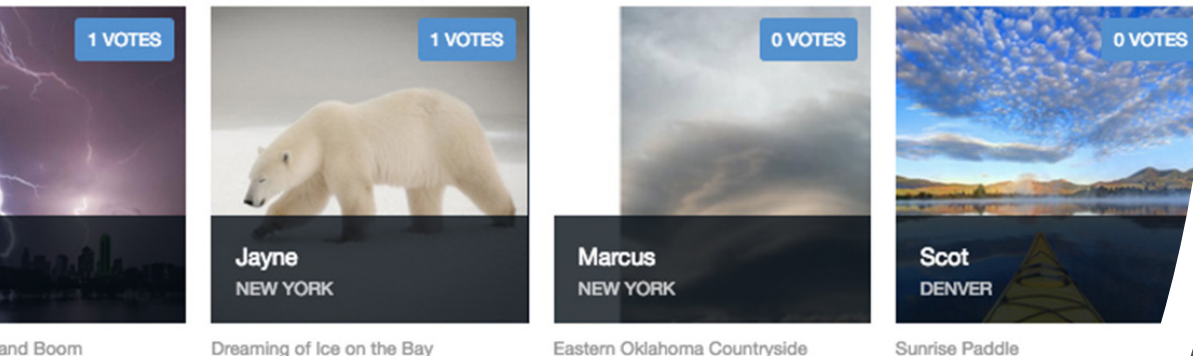 1 VOTES
1 VOTES
0 VOTES
0 VOTES
Jayne
NEW YORK
Marcus
NEW YORK
Scot
DENVER
and Boom
Dreaming of Ice on the Bay
Eastern Oklahoma Countryside
Sunrise Paddle